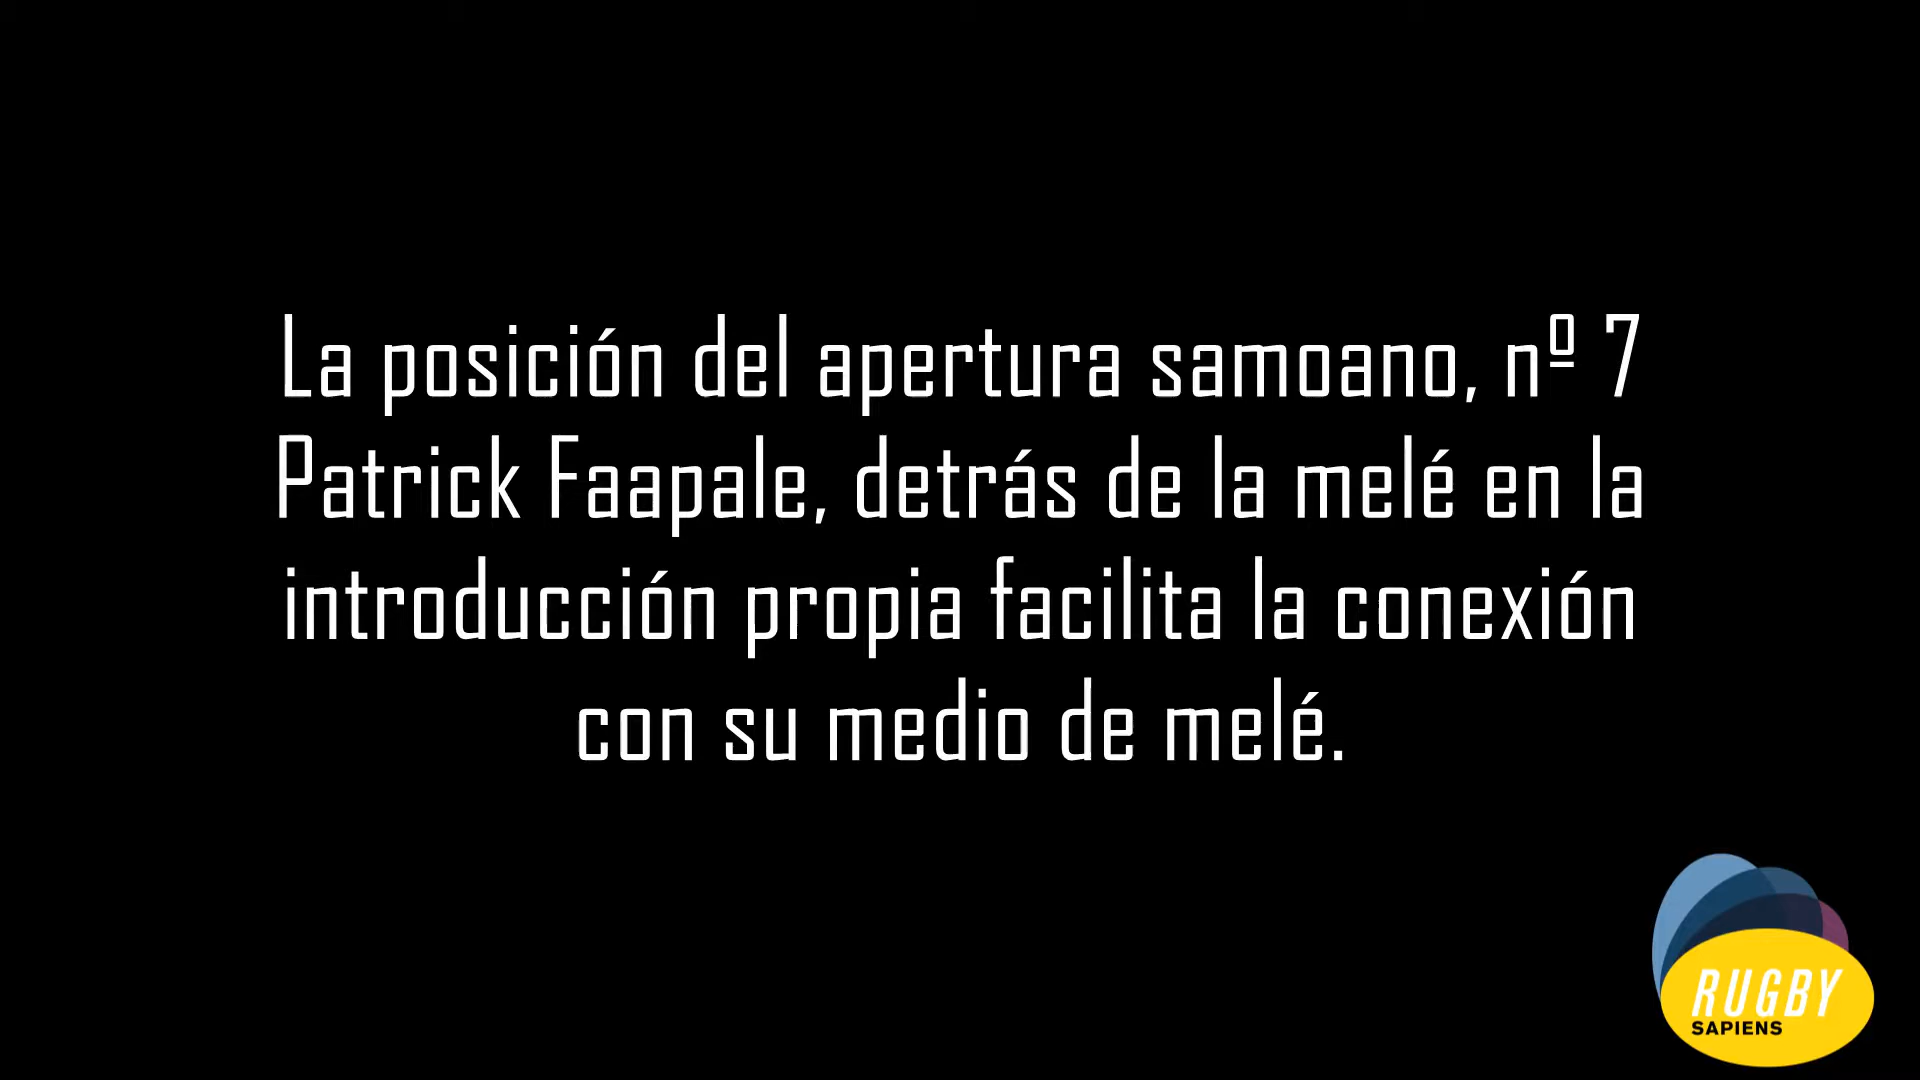 La posición del apertura samoano, nº 7
Patrick Faapale, detrás de la melé en la
introducción propia facilita la conexión
con su medio de melé.
RUGBY
SAPIENS